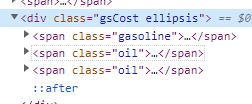 ▼<div class="gsCost ellipsis"> == $0
▶<span class="gasoline">…</span>
▶<span class="oil">…</span>
▶<span class="oil">…</span>
::after
</div>